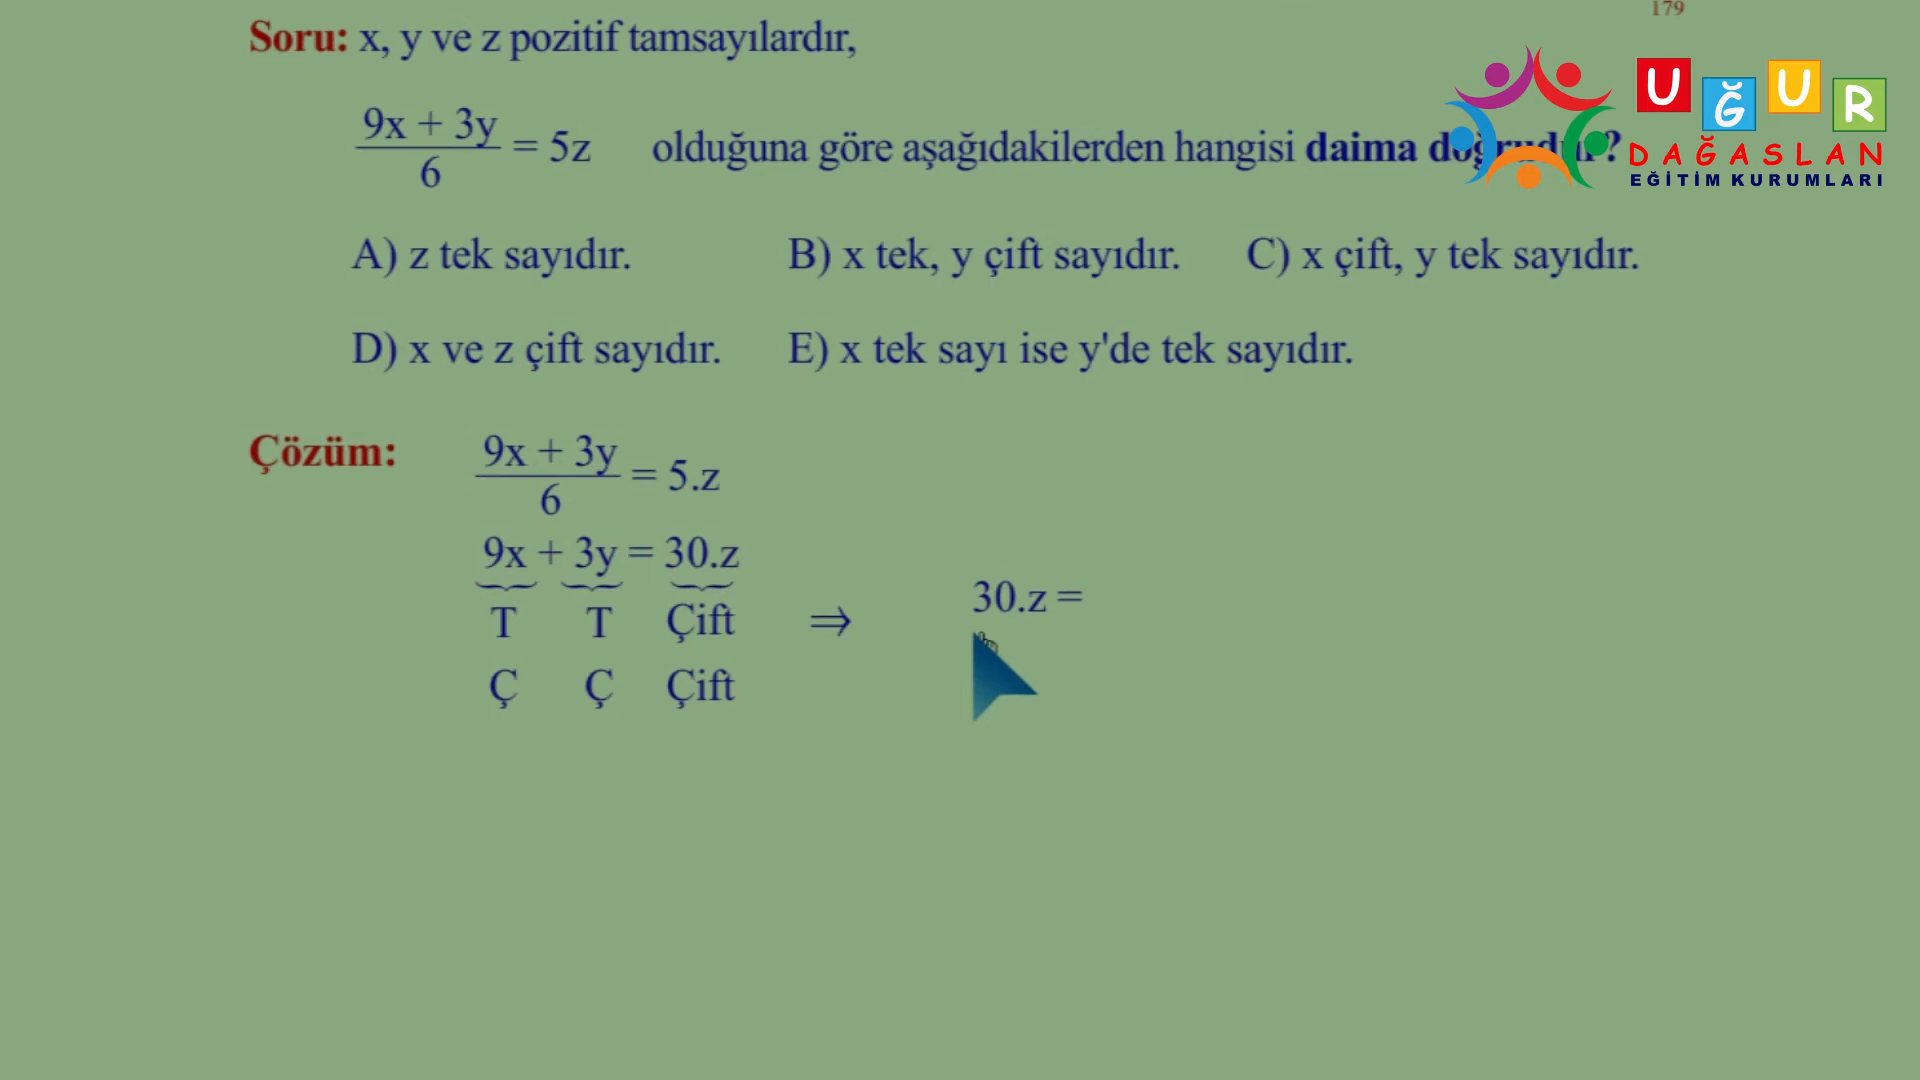 179
Soru: x, y ve z pozitif tamsayılardır,
9x + 3y
6
= 5z olduğuna göre aşağıdakilerden hangisi daima ?
A) z tek sayıdır. B) x tek, y çift sayıdır. C) x çift, y tek sayıdır.
D) x ve z çift sayıdır. E) x tek sayı ise y'de tek sayıdır.
Çözüm:
9x + 3y
6
= 5.z
9x + 3y = 30.z
T T Çift ⇒ 30.z =
Ç Ç Çift
UĞUR
DAĞASLAN
EĞİTİM KURUMLARI